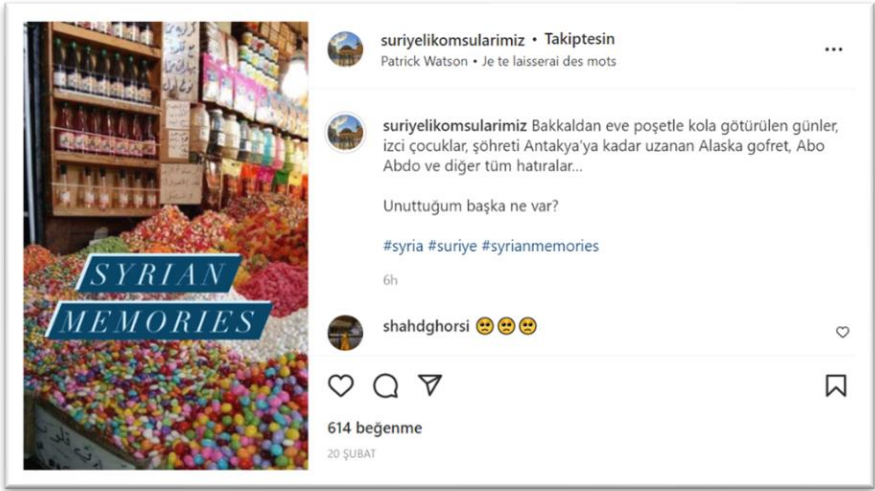 suriyelikomsularimiz • Takiptesin
Patrick Watson • Je te laisserai des mots
suriyelikomsularimiz Bakkaldan eve poşetle kola götürülen günler,
izci çocuklar, şöhreti Antakya'ya kadar uzanan Alaska gofret, Abo
Abdo ve diğer tüm hatıralar...
Unuttuğum başka ne var?
#syria #suriye #syrianmemories
6h
SYRIAN
MEMORIES
shahdghorsi
614 beğenme
20 ŞUBAT